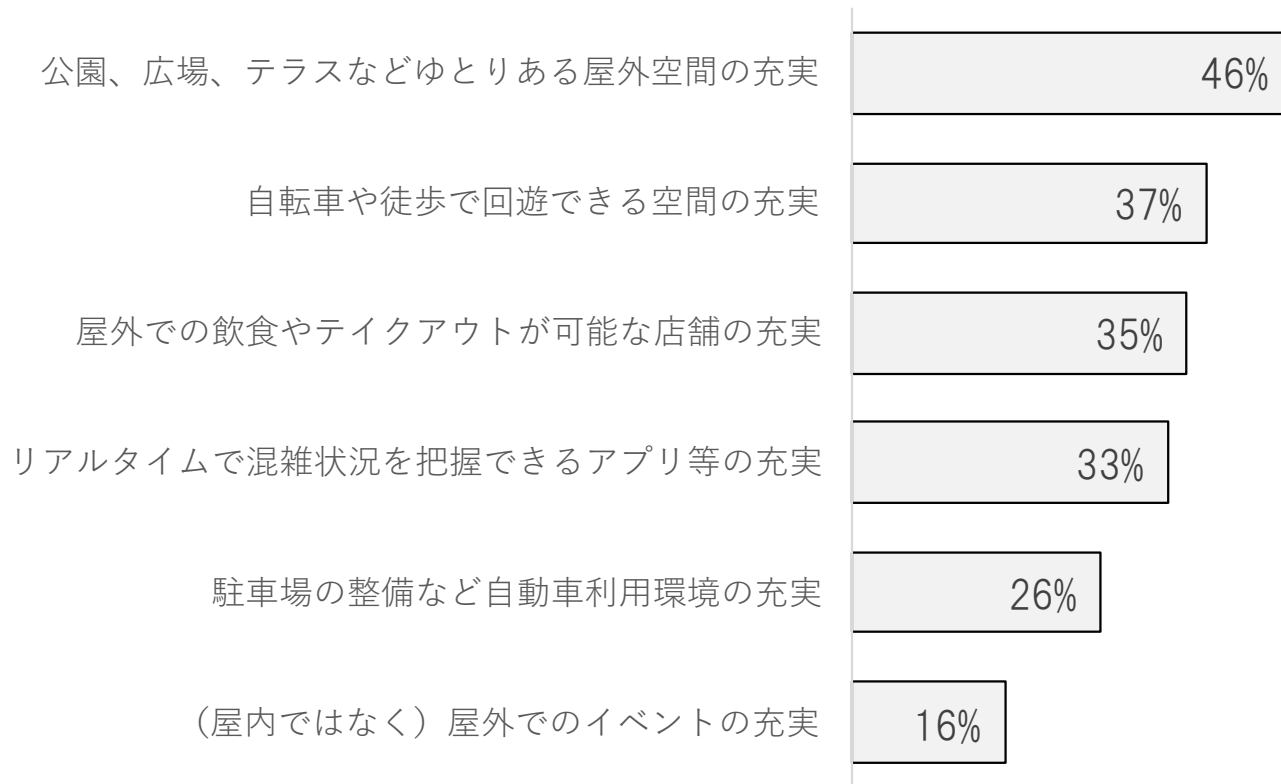 公園、広場、テラスなどゆとりある屋外空間の充実 46%
自転車や徒歩で回遊できる空間の充実 37%
屋外での飲食やテイクアウトが可能な店舗の充実 35%
リアルタイムで混雑状況を把握できるアプリ等の充実 33%
駐車場の整備など自動車利用環境の充実 26%
（屋内ではなく）屋外でのイベントの充実 16%